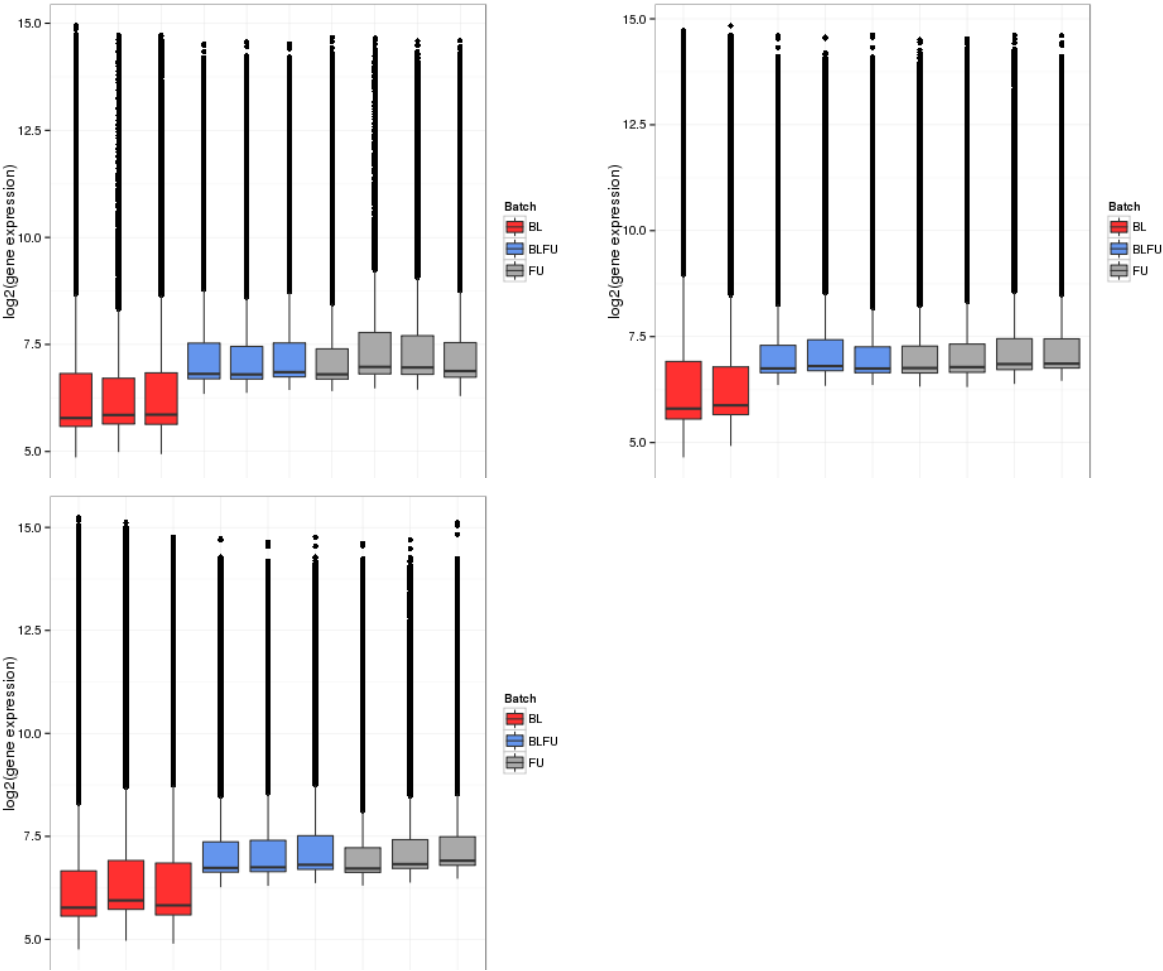 15.0
12.5
10.0
7.5
5.0
log2(gene expression)
Batch
BL
BLFU
FU
15.0
12.5
10.0
7.5
5.0
log2(gene expression)
Batch
BL
BLFU
FU
15.0
12.5
10.0
7.5
5.0
log2(gene expression)
Batch
BL
BLFU
FU